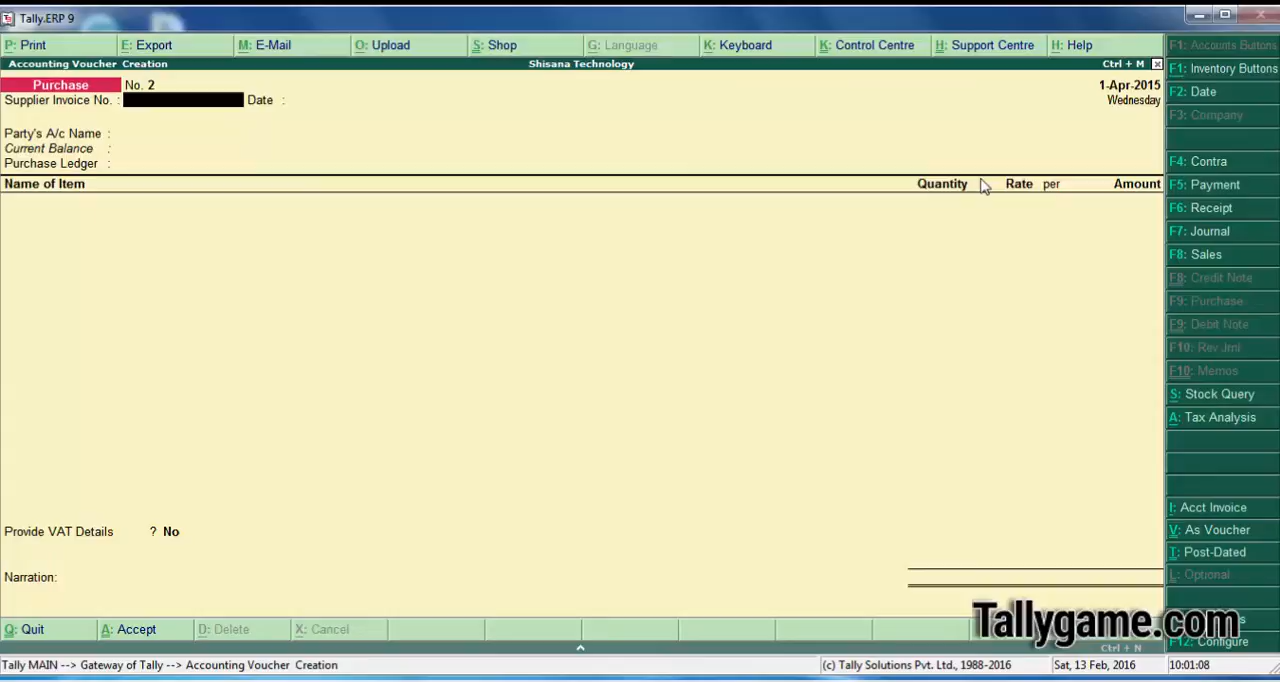 Tally.ERP 9
P: Print E: Export M: E-Mail O: Upload S: Shop G: Language K: Keyboard K: Control Centre H: Support Centre H: Help
Accounting Voucher Creation Shisana Technology Ctrl + M
Purchase No. 2 1-Apr-2015
Supplier Invoice No. : Date : Wednesday
Party's A/c Name :
Current Balance :
Purchase Ledger :
Name of Item Quantity Rate per Amount
Provide VAT Details ? No
Narration:
F1: Accounts Buttons
F1: Inventory Buttons
F2: Date
F3: Company
F4: Contra
F5: Payment
F6: Receipt
F7: Journal
F8: Sales
F8: Credit Note
F9: Purchase
F9: Debit Note
F10: Rev Jrnl
F10: Memos
S: Stock Query
A: Tax Analysis
I: Acct Invoice
V: As Voucher
T: Post-Dated
L: Optional
F12: Configure
Tallygame.com
Q: Quit A: Accept D: Delete X: Cancel
Ctrl + N
Tally MAIN --> Gateway of Tally --> Accounting Voucher Creation (c) Tally Solutions Pvt. Ltd., 1988-2016 Sat, 13 Feb, 2016 10:01:08